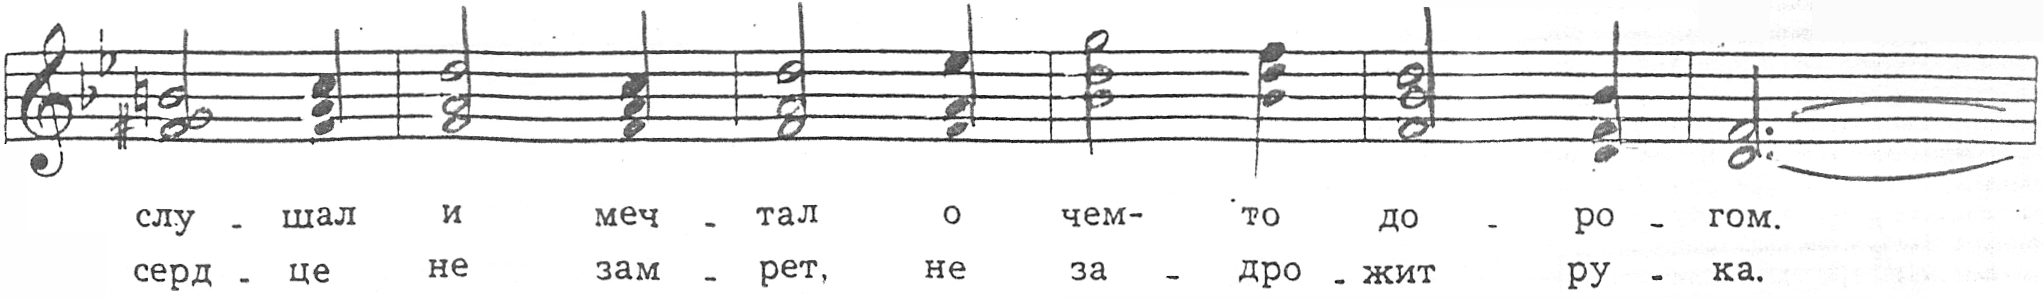 слу - шал и меч - тал о чем- то до - ро - гом.
серд - це не зам - рет, не за - дро - жит ру - ка.